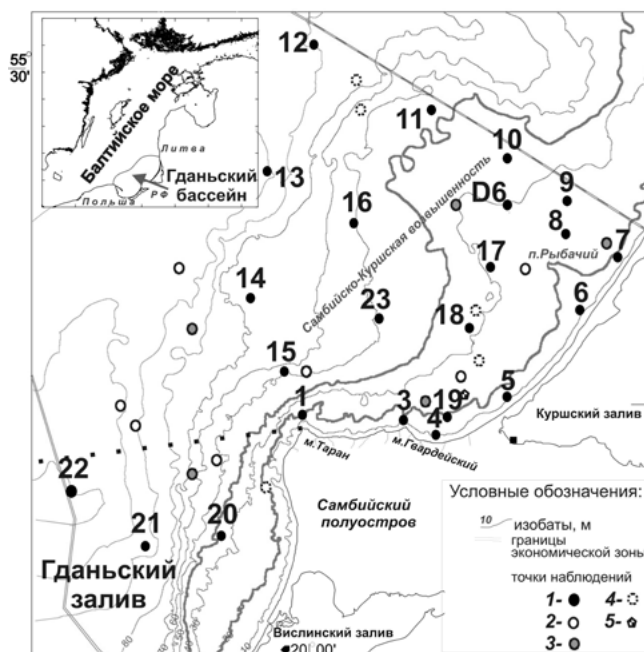 55
30'
Балтийское море
Литва
Гданьский
бассейн
РФ
Польша
12
11
10
13
9
D6
16
8
7
Самбийско-Куршская возвышенность
п.Рыбачий
17
6
14
23
18
15
5
1
3
19
4
Куршский залив
м.Таран
м.Гвардейский
22
Самбийский
полуостров
20
21
Гданьский
залив
Вислинский залив
20°00'
Условные обозначения:
10 изобаты, м
границы
экономической зоны
точки наблюдений
1-
4-
2-
5-
3-